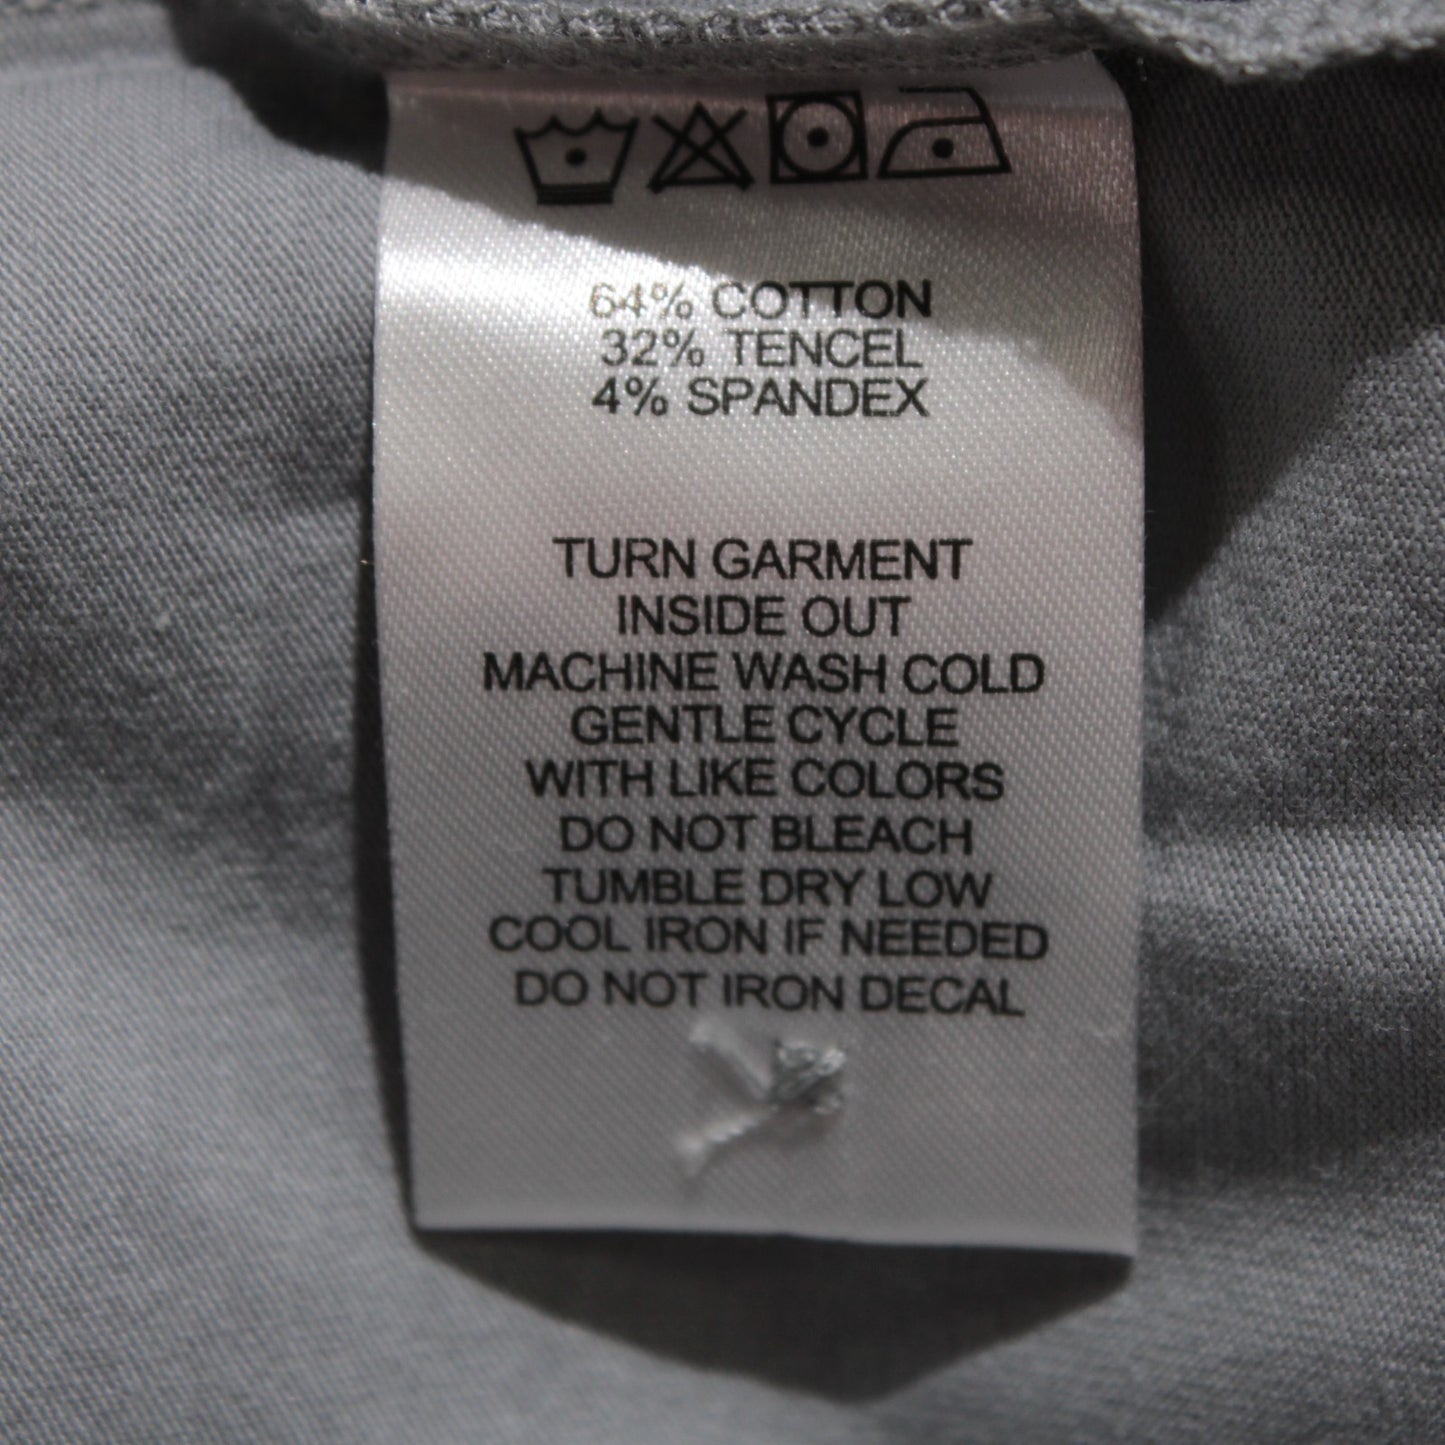 64% COTTON
32% TENCEL
4% SPANDEX
TURN GARMENT
INSIDE OUT
MACHINE WASH COLD
GENTLE CYCLE
WITH LIKE COLORS
DO NOT BLEACH
TUMBLE DRY LOW
COOL IRON IF NEEDED
DO NOT IRON DECAL